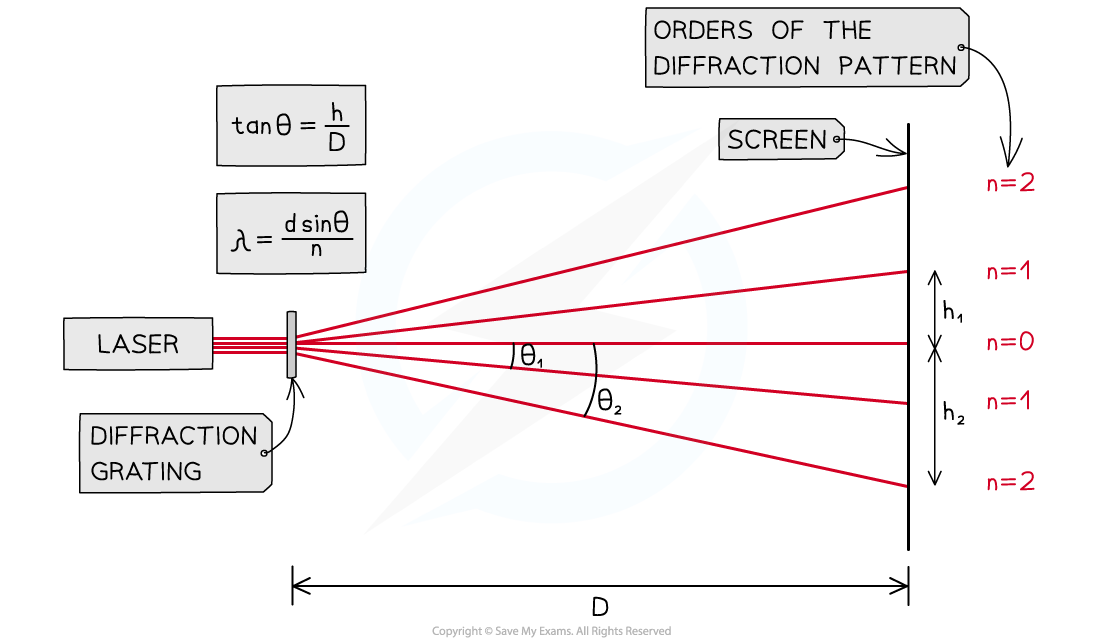 ORDERS OF THE
DIFFRACTION PATTERN
tanθ = h/D
SCREEN
n=2
λ = d sinθ/n
n=1
h₁
LASER
n=0
θ₁
n=1
θ₂
h₂
DIFFRACTION
GRATING
n=2
D
Copyright © Save My Exams. All Rights Reserved